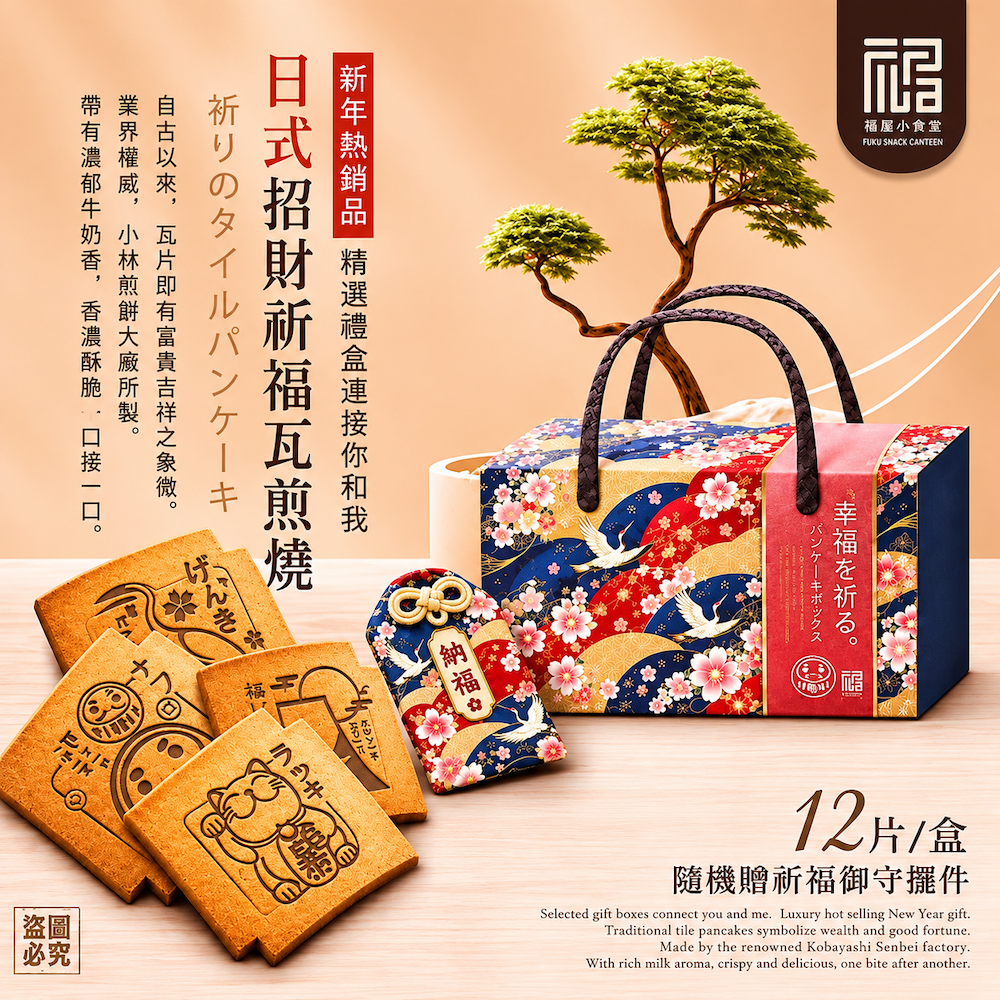 福屋小食堂
FUKU SNACK CANTEEN
新年熱銷品
精選禮盒連接你和我
日式招財祈福瓦煎燒
祈りのタイルパンケーキ
自古以來，瓦片即有富貴吉祥之象徵。
業界權威，小林煎餅大廠所製。
帶有濃郁牛奶香，香濃酥脆一口接一口。
幸福を祈る。
パンケーキボックス
納福
げんき
福
ラッキー
12片/盒
隨機贈祈福御守擺件
Selected gift boxes connect you and me. Luxury hot selling New Year gift.
Traditional tile pancakes symbolize wealth and good fortune.
Made by the renowned Kobayashi Senbei factory.
With rich milk aroma, crispy and delicious, one bite after another.
盜圖
必究